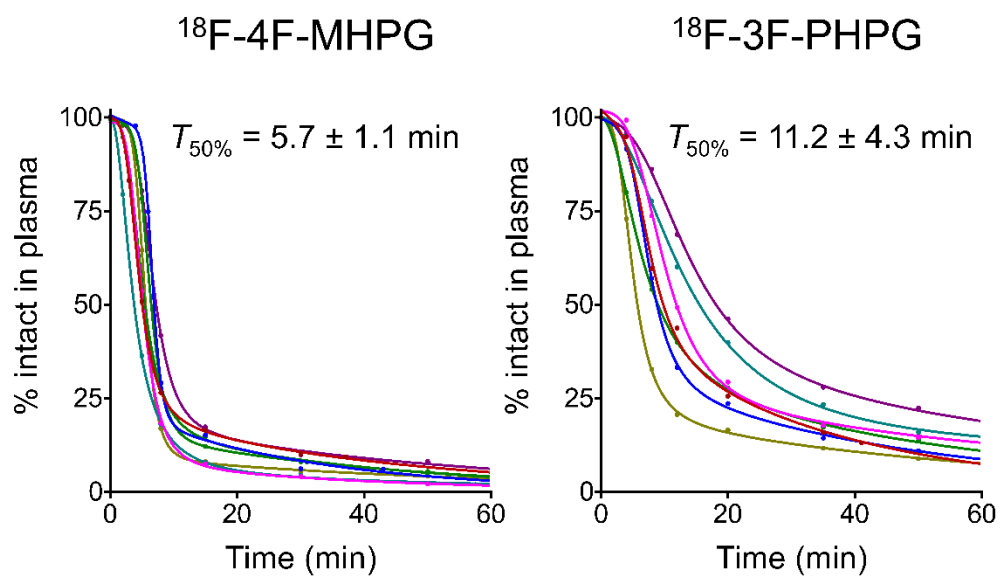 ¹⁸F-4F-MHPG
T50% = 5.7 ± 1.1 min
% intact in plasma
100
75
50
25
0
0 20 40 60
Time (min)
¹⁸F-3F-PHPG
T50% = 11.2 ± 4.3 min
% intact in plasma
100
75
50
25
0
0 20 40 60
Time (min)